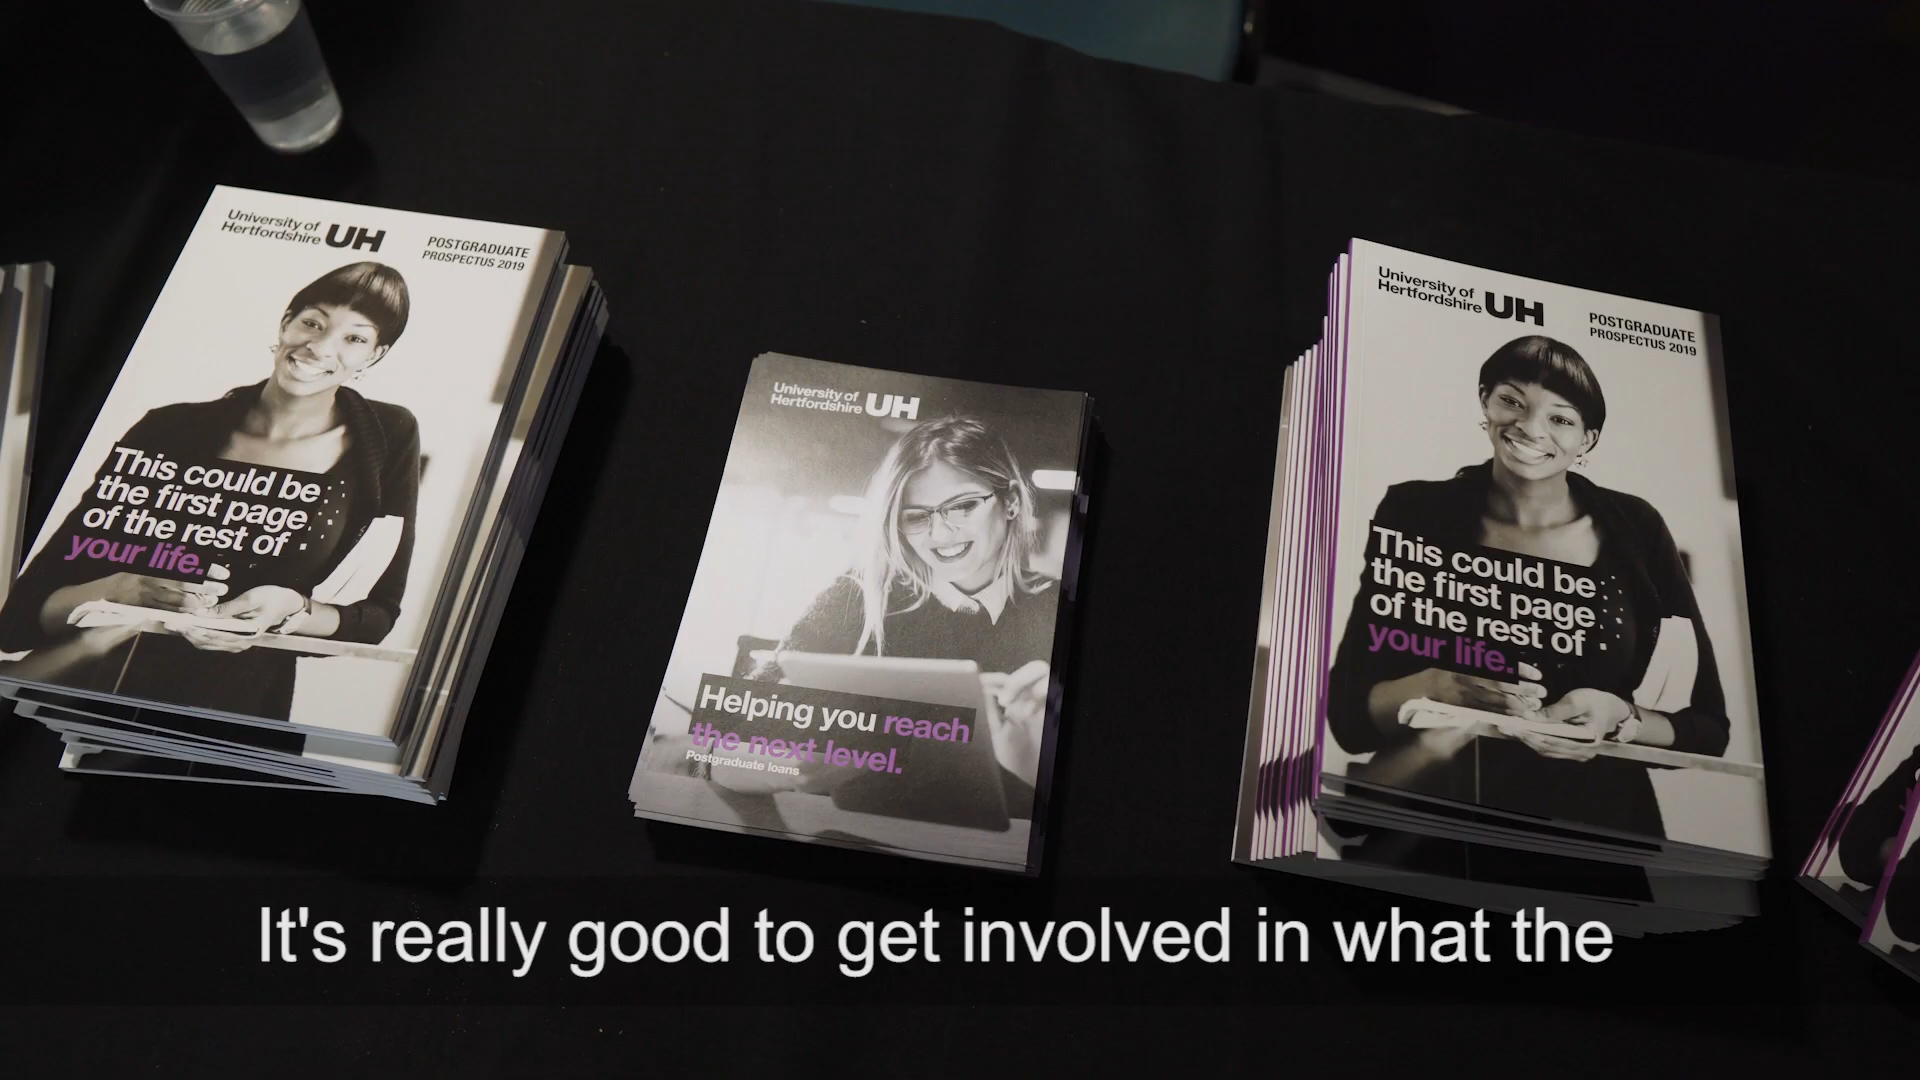 University of
Hertfordshire UH
POSTGRADUATE
PROSPECTUS 2019
This could be
the first page
of the rest of
your life.
University of
Hertfordshire UH
Helping you reach
the next level.
Postgraduate loans
University of
Hertfordshire UH
POSTGRADUATE
PROSPECTUS 2019
This could be
the first page
of the rest of
your life.
It's really good to get involved in what the